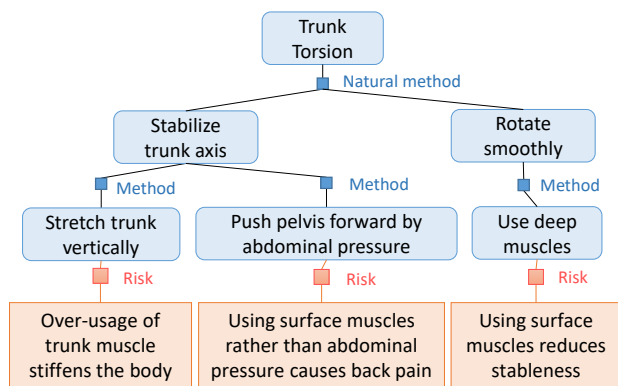 Trunk
Torsion
Natural method
Stabilize
trunk axis
Rotate
smoothly
Method
Method
Method
Stretch trunk
vertically
Push pelvis forward by
abdominal pressure
Use deep
muscles
Risk
Risk
Risk
Over-usage of
trunk muscle
stiffens the body
Using surface muscles
rather than abdominal
pressure causes back pain
Using surface
muscles reduces
stableness